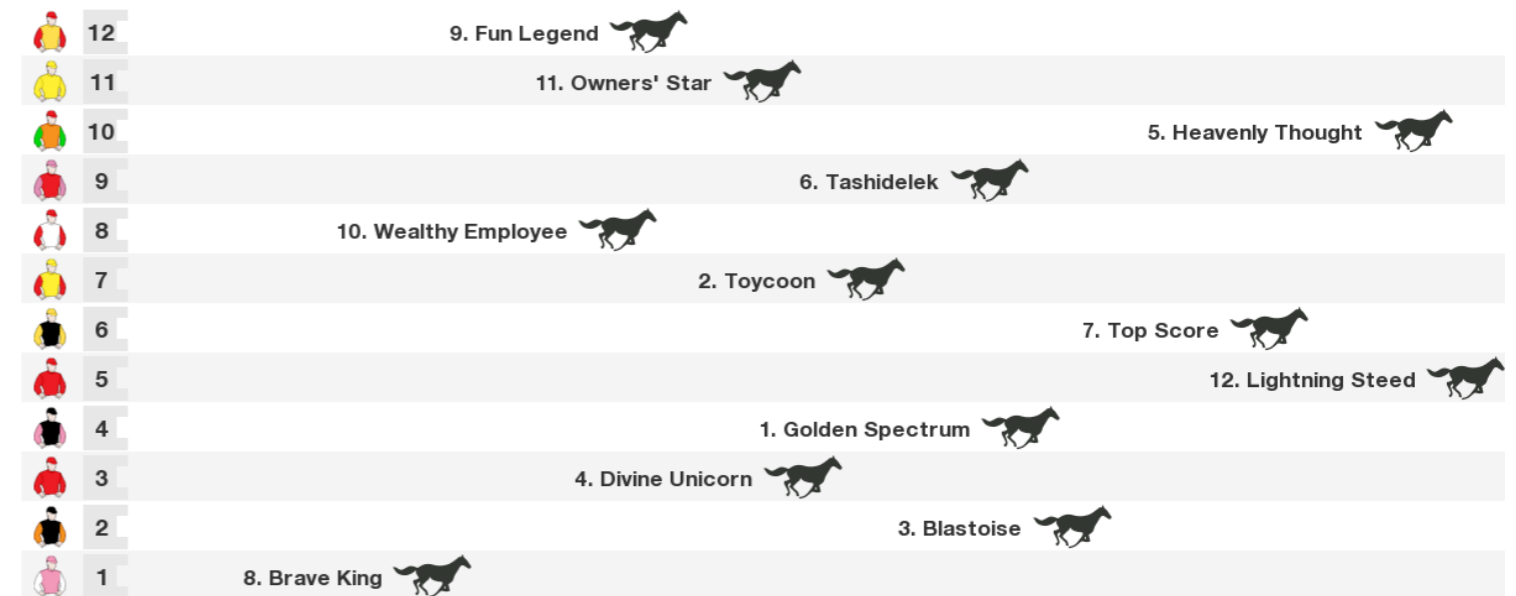 12 9. Fun Legend
11 11. Owners' Star
10 5. Heavenly Thought
9 6. Tashidelek
8 10. Wealthy Employee
7 2. Toycoon
6 7. Top Score
5 12. Lightning Steed
4 1. Golden Spectrum
3 4. Divine Unicorn
2 3. Blastoise
1 8. Brave King